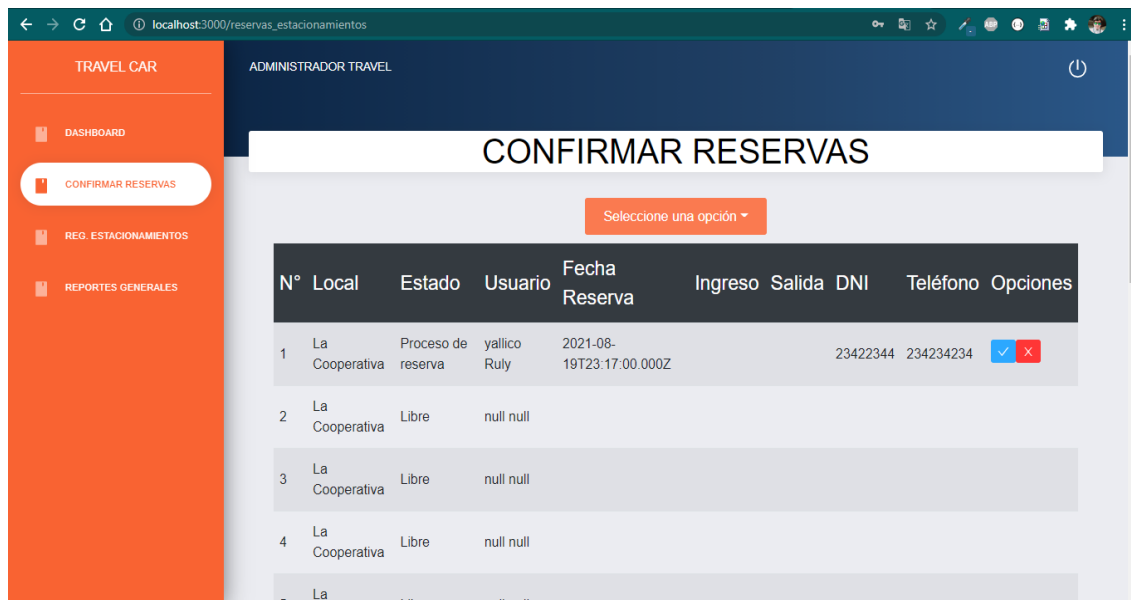 localhost:3000/reservas_estacionamientos
TRAVEL CAR
ADMINISTRADOR TRAVEL
DASHBOARD
CONFIRMAR RESERVAS
REG. ESTACIONAMIENTOS
REPORTES GENERALES
CONFIRMAR RESERVAS
Seleccione una opción
N° Local Estado Usuario Fecha Reserva Ingreso Salida DNI Teléfono Opciones
1 La Cooperativa Proceso de reserva yallico Ruly 2021-08-19T23:17:00.000Z 23422344 234234234
2 La Cooperativa Libre null null
3 La Cooperativa Libre null null
4 La Cooperativa Libre null null
La